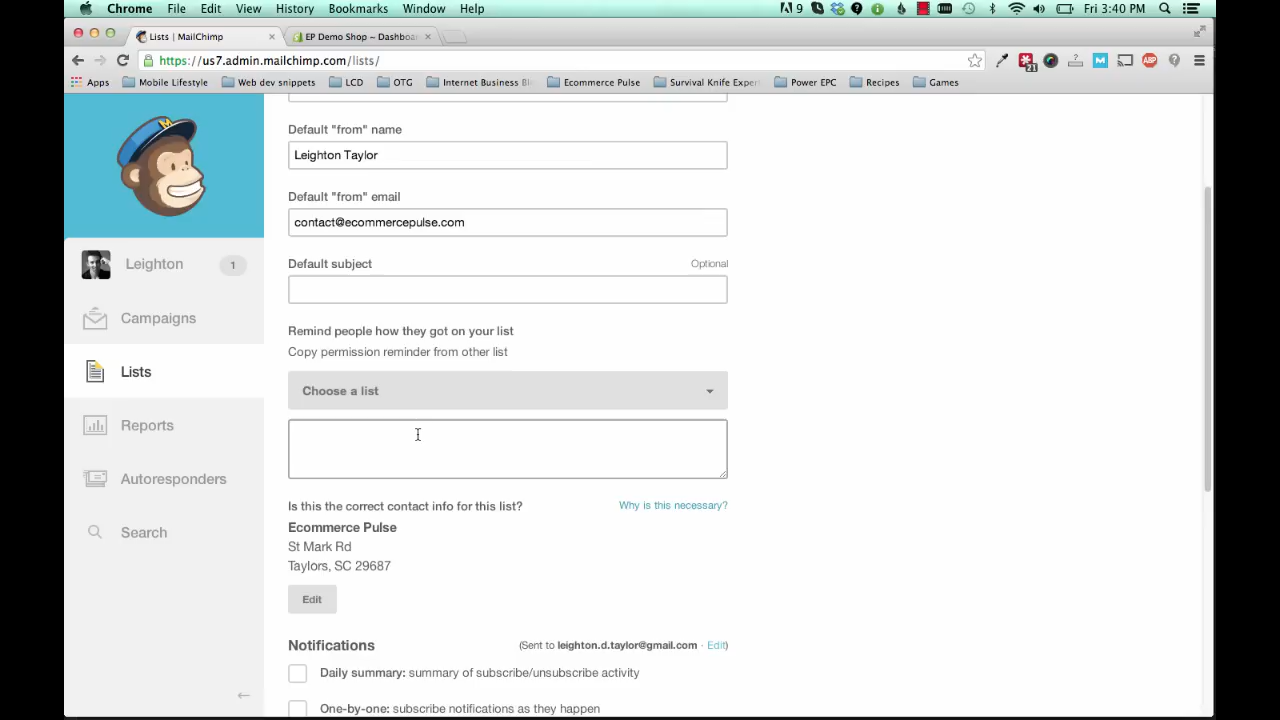 Chrome File Edit View History Bookmarks Window Help 9 Fri 3:40 PM
Lists | MailChimp
EP Demo Shop ~ Dashboa
https://us7.admin.mailchimp.com/lists/
21 M ABP
Apps Mobile Lifestyle Web dev snippets LCD OTG Internet Business Bl Ecommerce Pulse Survival Knife Exper Power EPC Recipes Games
Default "from" name
Leighton Taylor
Default "from" email
contact@ecommercepulse.com
Leighton 1
Default subject Optional
Campaigns
Remind people how they got on your list
Copy permission reminder from other list
Lists
Choose a list
Reports
Autoresponders
Is this the correct contact info for this list? Why is this necessary?
Ecommerce Pulse
Search
St Mark Rd
Taylors, SC 29687
Edit
Notifications (Sent to leighton.d.taylor@gmail.com · Edit)
Daily summary: summary of subscribe/unsubscribe activity
One-by-one: subscribe notifications as they happen